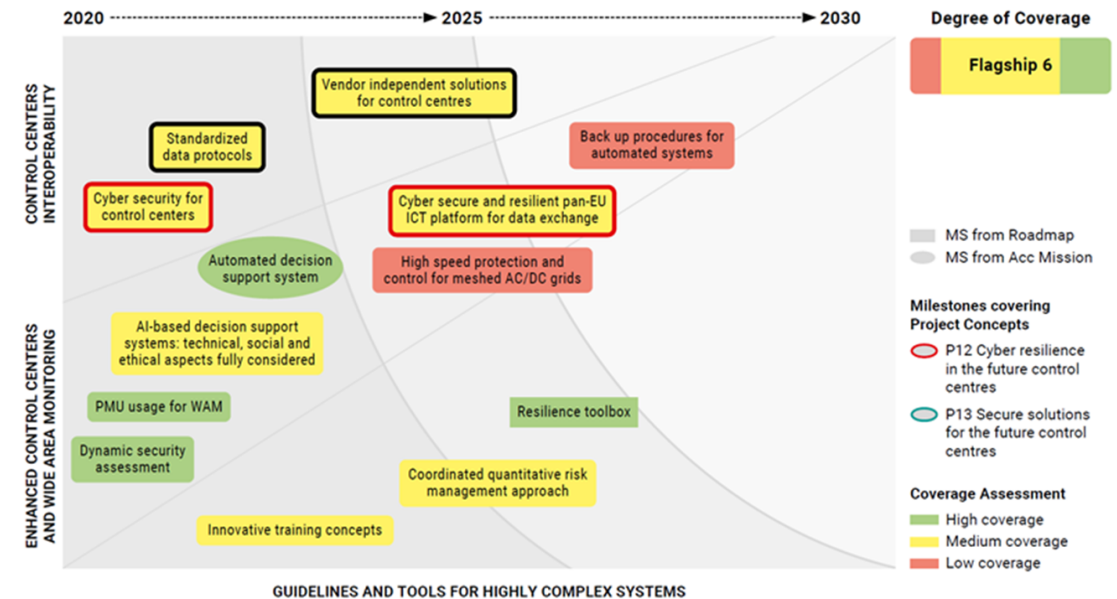 2020
2025
2030
Degree of Coverage
Flagship 6
CONTROL CENTERS
INTEROPERABILITY
Vendor independent solutions
for control centres
Standardized
data protocols
Back up procedures for
automated systems
Cyber security for
control centers
Cyber secure and resilient pan-EU
ICT platform for data exchange
Automated decision
support system
High speed protection and
control for meshed AC/DC grids
ENHANCED CONTROL CENTERS
AND WIDE AREA MONITORING
AI-based decision support
systems: technical, social and
ethical aspects fully considered
PMU usage for WAM
Resilience toolbox
Dynamic security
assessment
Coordinated quantitative risk
management approach
Innovative training concepts
GUIDELINES AND TOOLS FOR HIGHLY COMPLEX SYSTEMS
MS from Roadmap
MS from Acc Mission
Milestones covering
Project Concepts
P12 Cyber resilience
in the future control
centres
P13 Secure solutions
for the future control
centres
Coverage Assessment
High coverage
Medium coverage
Low coverage